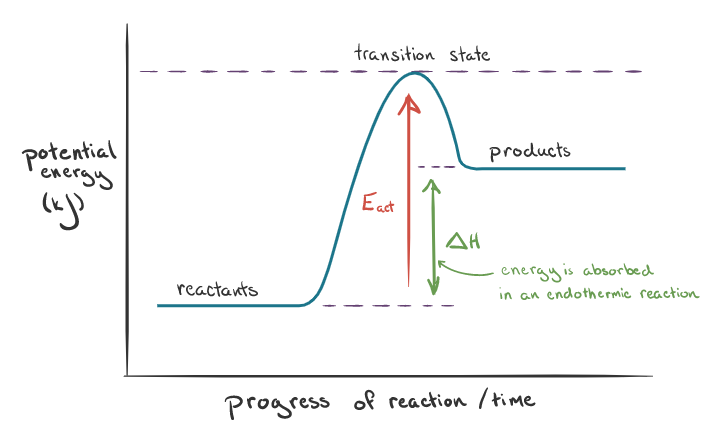 transition state
potential
energy
(kJ)
products
Eact
ΔH
energy is absorbed
in an endothermic reaction
reactants
progress of reaction / time